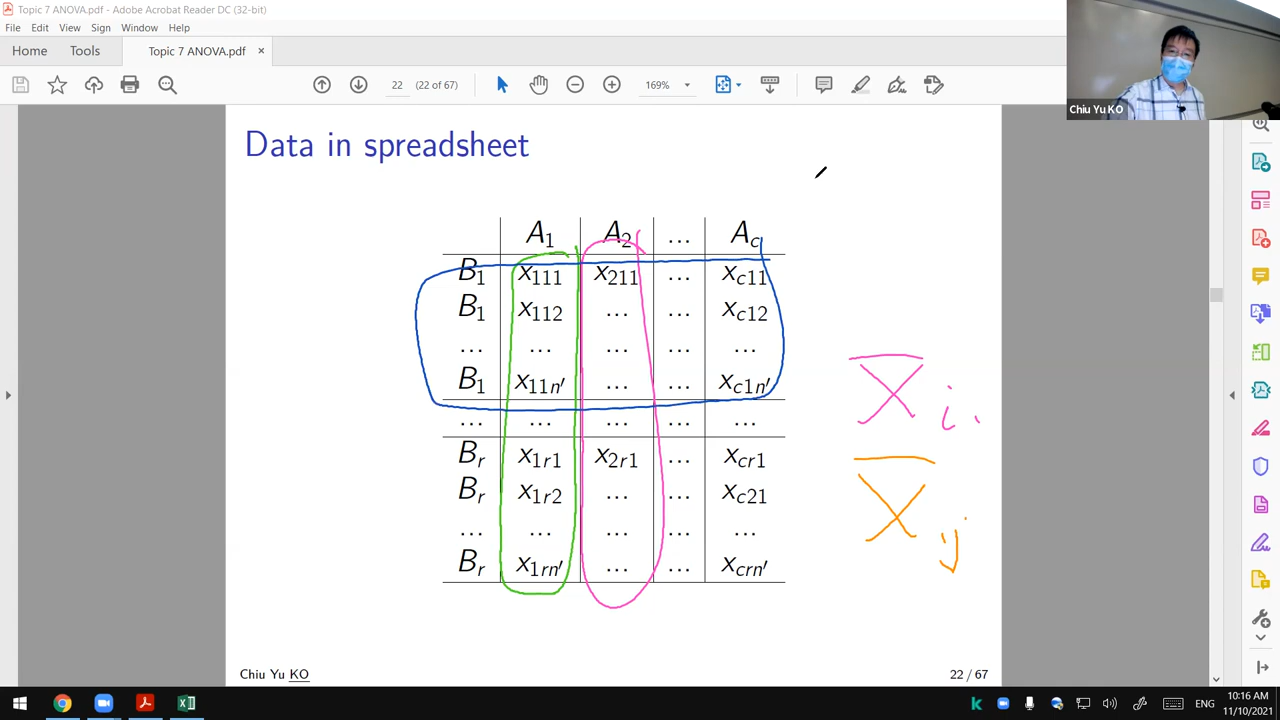 Topic 7 ANOVA.pdf - Adobe Acrobat Reader DC (32-bit)
File Edit View Sign Window Help
Home Tools Topic 7 ANOVA.pdf ×
22 (22 of 67) 169%
Chiu Yu KO
Data in spreadsheet
A1 A2 ... Ac
B1 x111 x211 ... xc11
B1 x112 ... ... xc12
... ... ... ... ...
B1 x11n′ ... ... xc1n′
... ... ... ... ...
Br x1r1 x2r1 ... xcr1
Br x1r2 ... ... xc21
... ... ... ... ...
Br x1rn′ ... ... xcrn′
X̄ i.
X̄ j
Chiu Yu KO 22 / 67
ENG 10:16 AM
11/10/2021